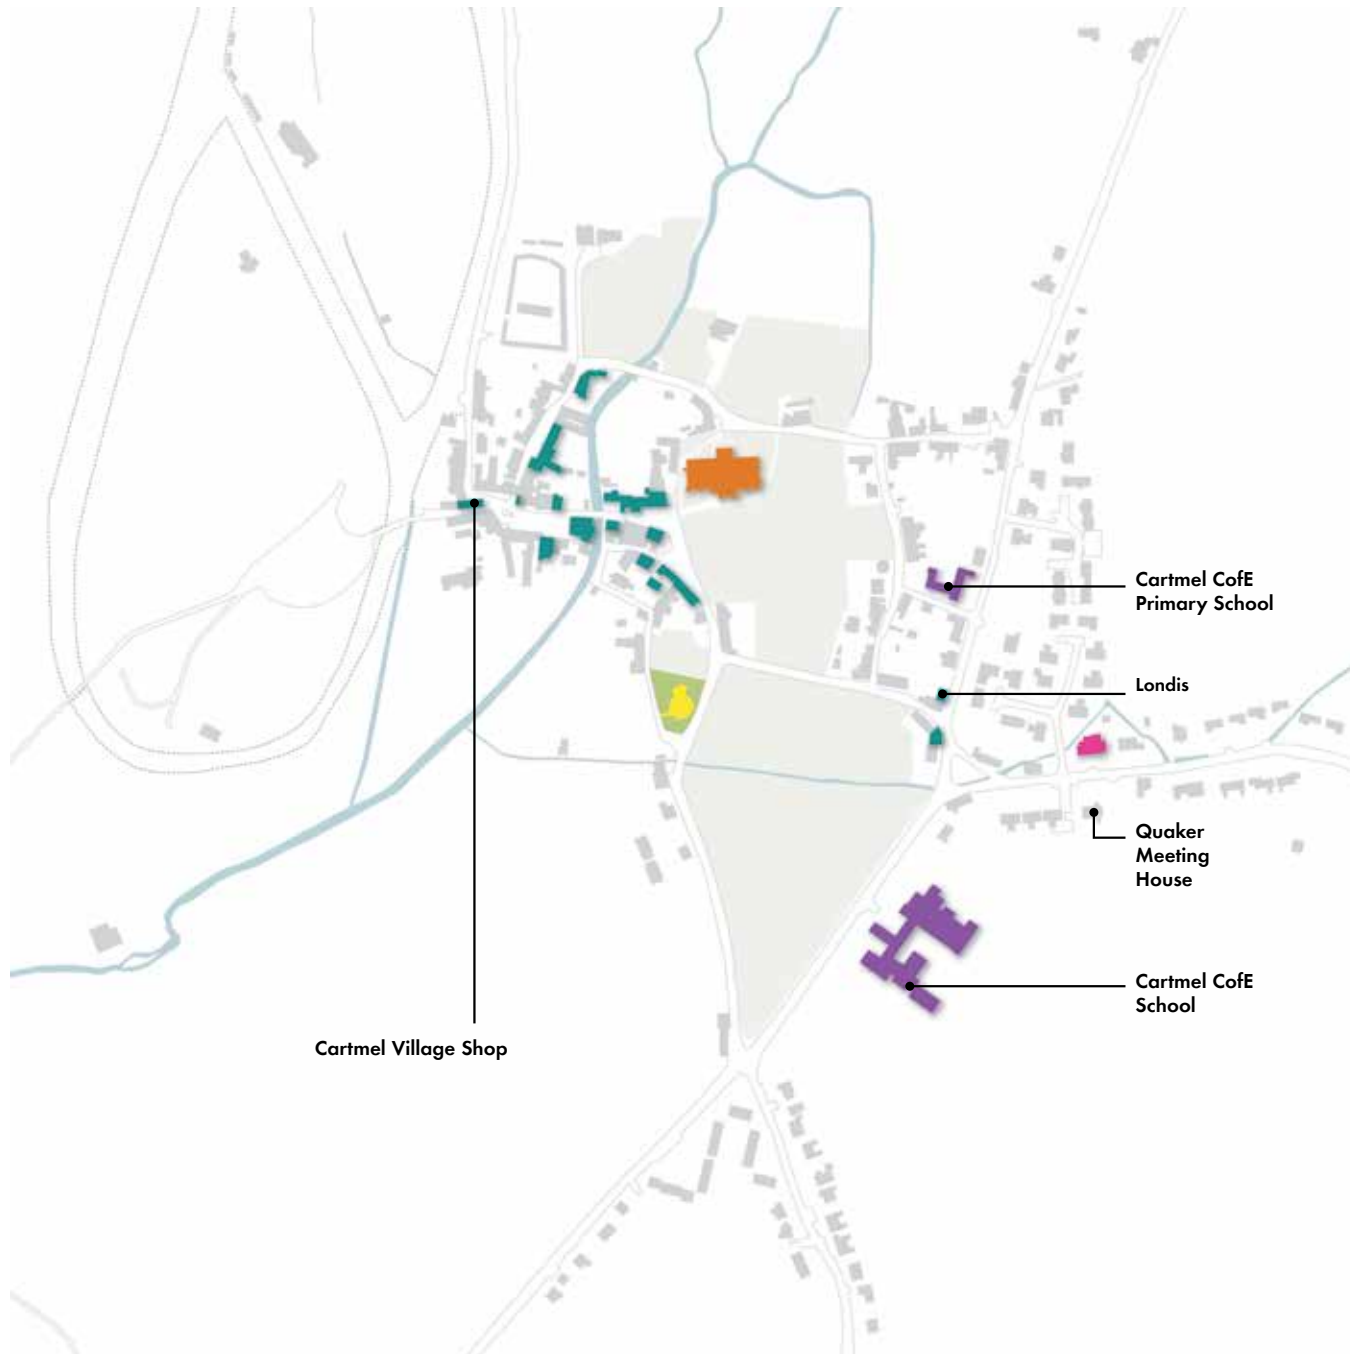 Cartmel CofE
Primary School
Londis
Quaker
Meeting
House
Cartmel CofE
School
Cartmel Village Shop